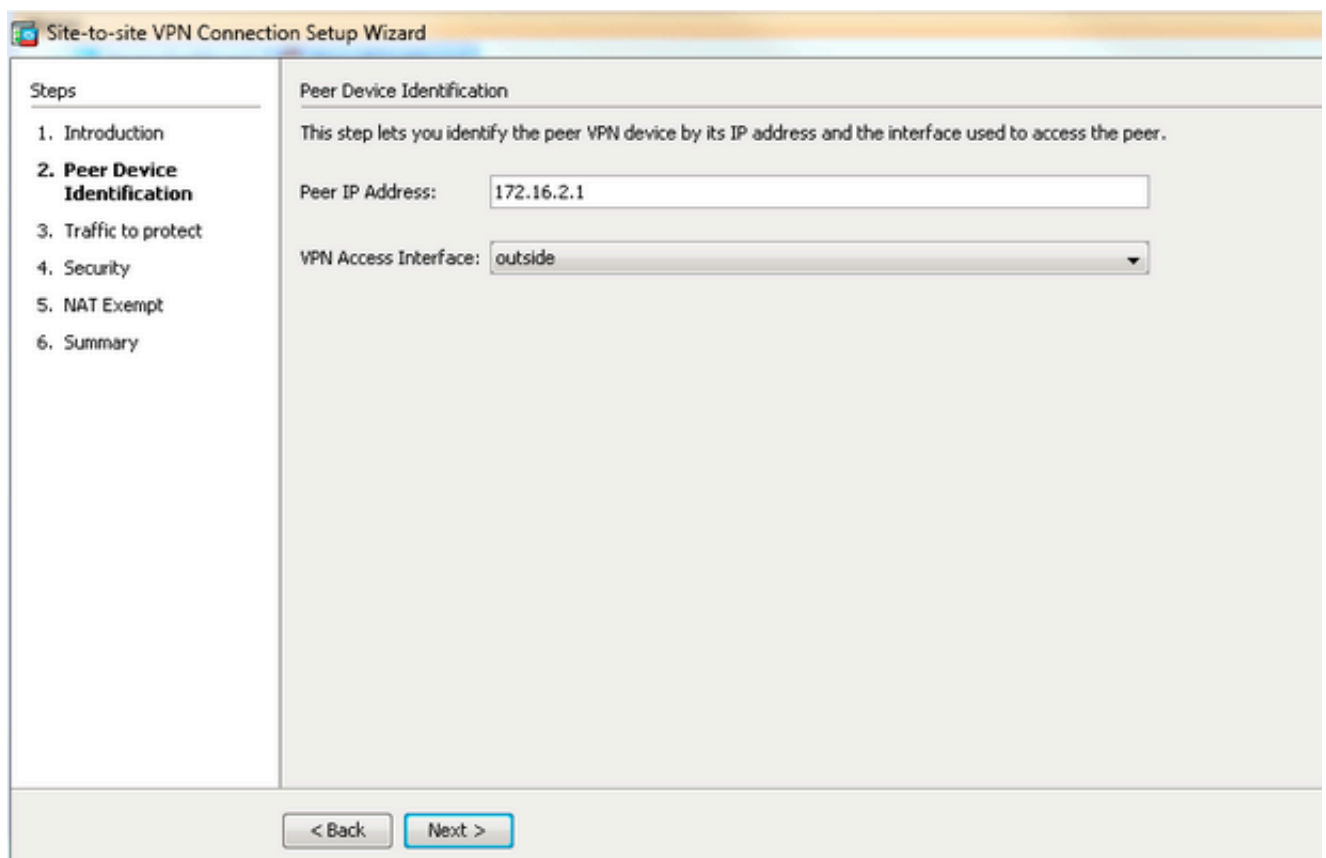 Site-to-site VPN Connection Setup Wizard
Steps
1. Introduction
2. Peer Device
Identification
3. Traffic to protect
4. Security
5. NAT Exempt
6. Summary
Peer Device Identification
This step lets you identify the peer VPN device by its IP address and the interface used to access the peer.
Peer IP Address: 172.16.2.1
VPN Access Interface: outside
< Back Next >